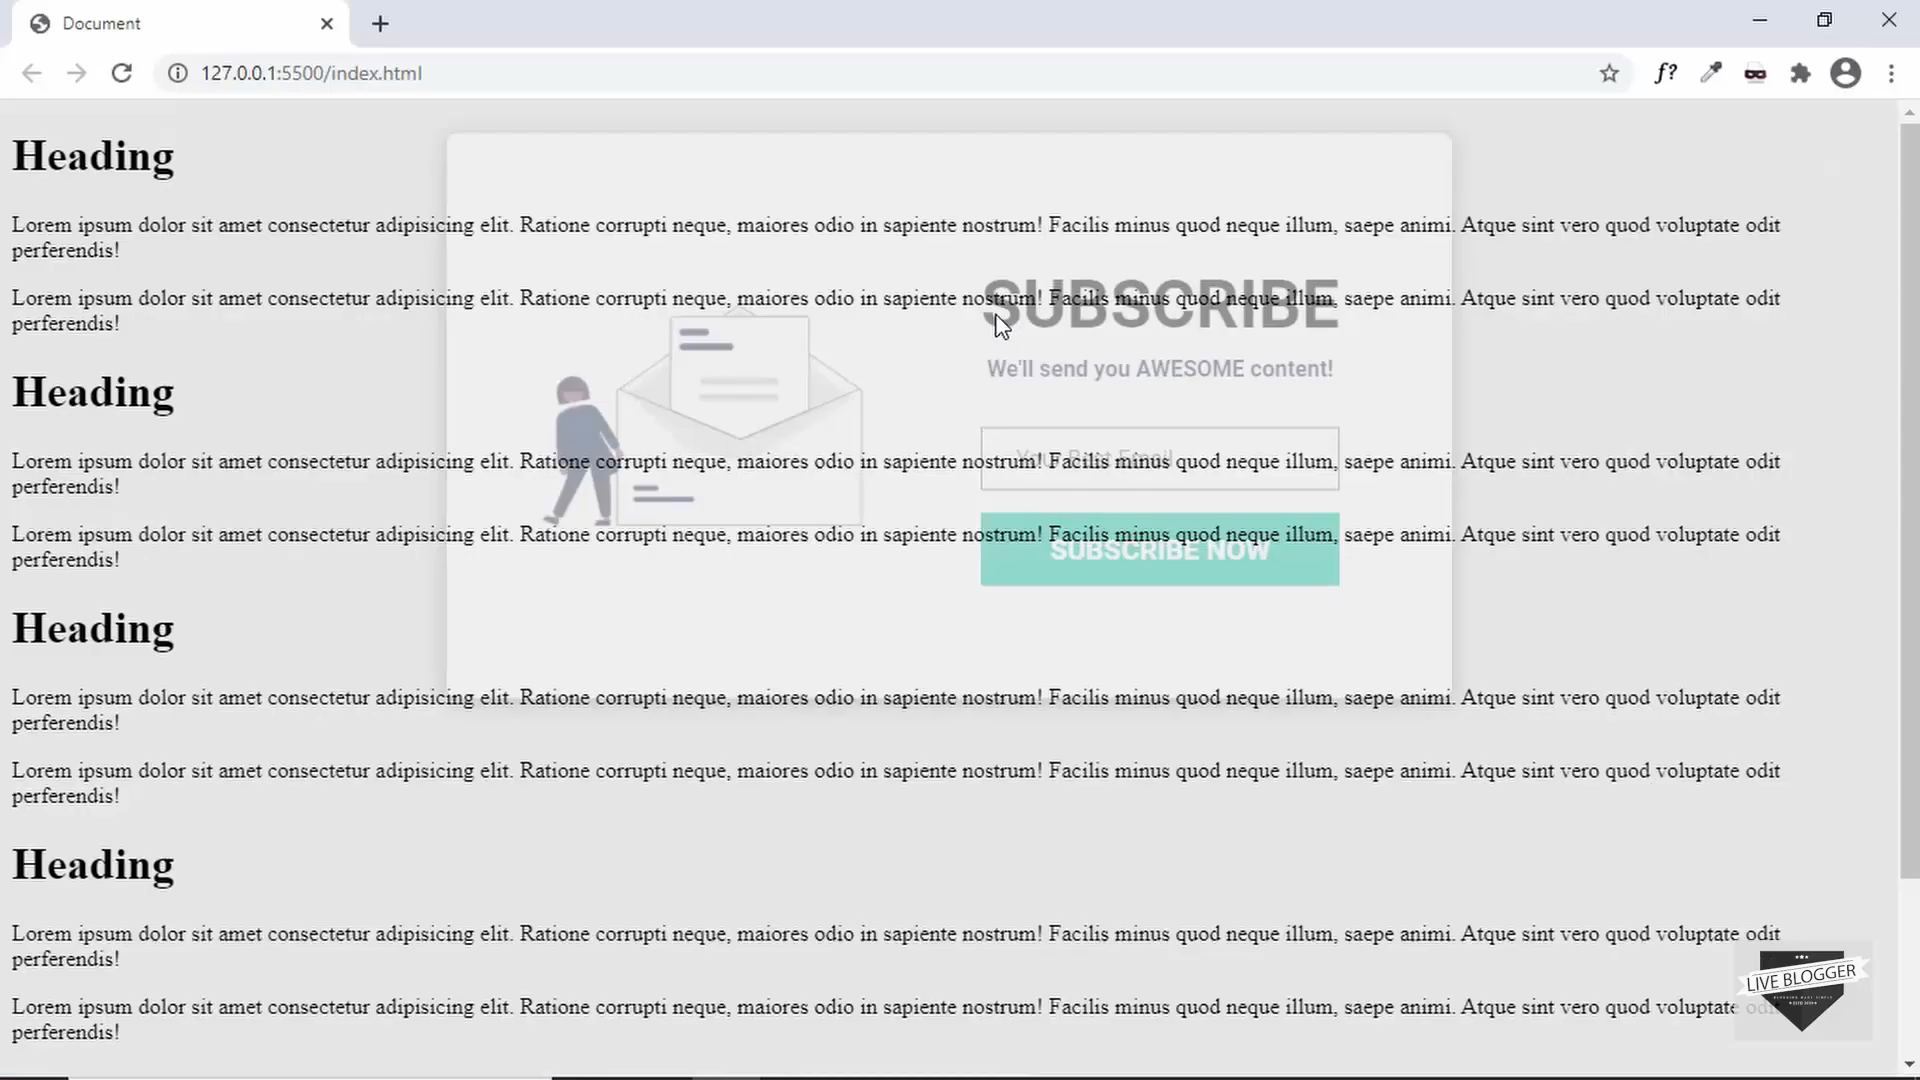 Document
127.0.0.1:5500/index.html
f?
Heading
Lorem ipsum dolor sit amet consectetur adipisicing elit. Ratione corrupti neque, maiores odio in sapiente nostrum! Facilis minus quod neque illum, saepe animi. Atque sint vero quod voluptate odit
perferendis!
Lorem ipsum dolor sit amet consectetur adipisicing elit. Ratione corrupti neque, maiores odio in sapiente nostrum! Facilis minus quod neque illum, saepe animi. Atque sint vero quod voluptate odit
perferendis!
Heading
Lorem ipsum dolor sit amet consectetur adipisicing elit. Ratione corrupti neque, maiores odio in sapiente nostrum! Facilis minus quod neque illum, saepe animi. Atque sint vero quod voluptate odit
perferendis!
Lorem ipsum dolor sit amet consectetur adipisicing elit. Ratione corrupti neque, maiores odio in sapiente nostrum! Facilis minus quod neque illum, saepe animi. Atque sint vero quod voluptate odit
perferendis!
Heading
Lorem ipsum dolor sit amet consectetur adipisicing elit. Ratione corrupti neque, maiores odio in sapiente nostrum! Facilis minus quod neque illum, saepe animi. Atque sint vero quod voluptate odit
perferendis!
Lorem ipsum dolor sit amet consectetur adipisicing elit. Ratione corrupti neque, maiores odio in sapiente nostrum! Facilis minus quod neque illum, saepe animi. Atque sint vero quod voluptate odit
perferendis!
Heading
Lorem ipsum dolor sit amet consectetur adipisicing elit. Ratione corrupti neque, maiores odio in sapiente nostrum! Facilis minus quod neque illum, saepe animi. Atque sint vero quod voluptate odit
perferendis!
Lorem ipsum dolor sit amet consectetur adipisicing elit. Ratione corrupti neque, maiores odio in sapiente nostrum! Facilis minus quod neque illum, saepe animi. Atque sint vero quod voluptate odit
perferendis!
SUBSCRIBE
We'll send you AWESOME content!
Your Best Email
SUBSCRIBE NOW
LIVE BLOGGER